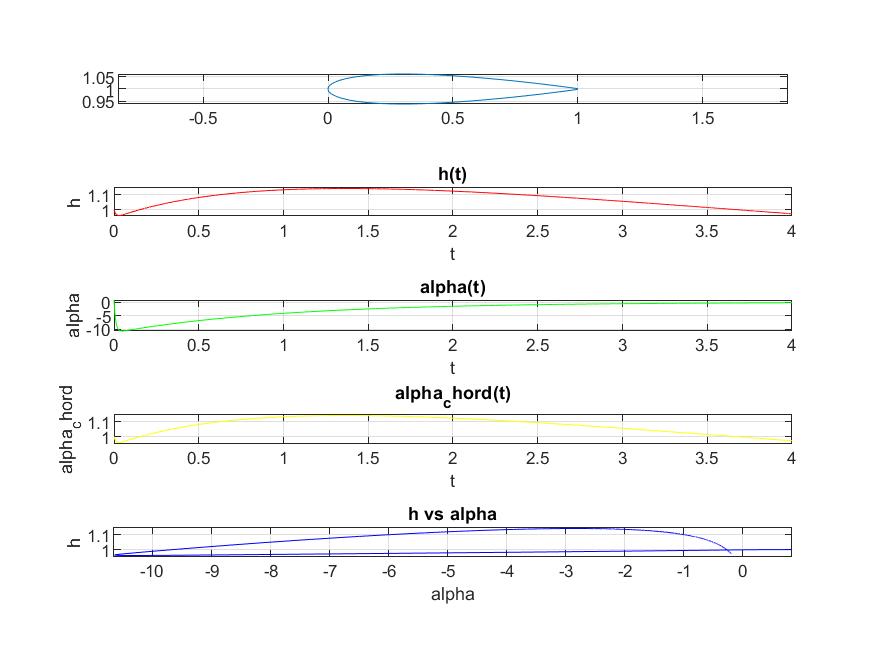 1.05
1
0.95
-0.5 0 0.5 1 1.5
h(t)
h
1.1
1
0 0.5 1 1.5 2 2.5 3 3.5 4
t
alpha(t)
alpha
0
-5
-10
0 0.5 1 1.5 2 2.5 3 3.5 4
t
alpha_chord(t)
alpha_chord
1.1
1
0 0.5 1 1.5 2 2.5 3 3.5 4
t
h vs alpha
h
1.1
1
-10 -9 -8 -7 -6 -5 -4 -3 -2 -1 0
alpha